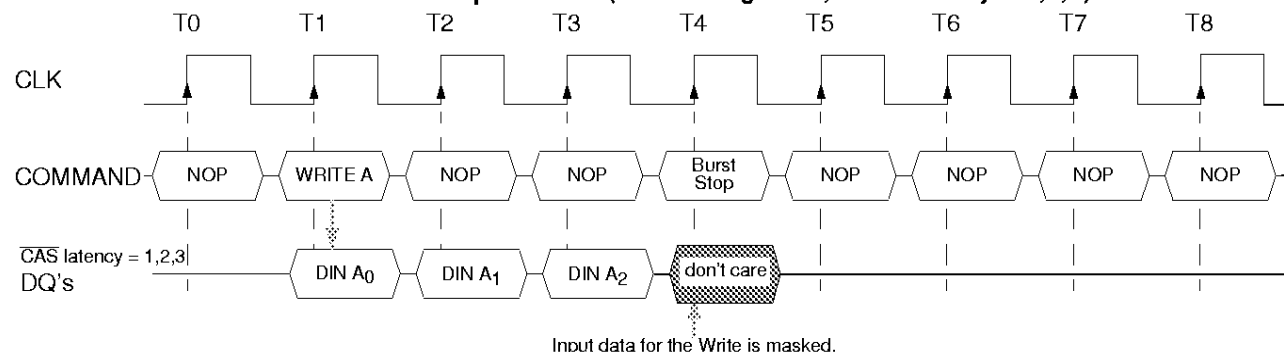 T0 T1 T2 T3 T4 T5 T6 T7 T8
CLK
COMMAND NOP WRITE A NOP NOP Burst Stop NOP NOP NOP NOP
CAS latency = 1,2,3
DQ's DIN A0 DIN A1 DIN A2 don't care
Input data for the Write is masked.